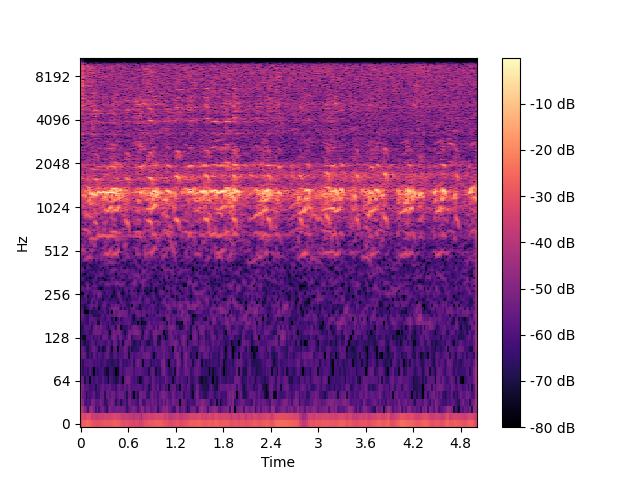 8192
4096
2048
1024
512
256
128
64
0
Hz
0 0.6 1.2 1.8 2.4 3 3.6 4.2 4.8
Time
-10 dB
-20 dB
-30 dB
-40 dB
-50 dB
-60 dB
-70 dB
-80 dB